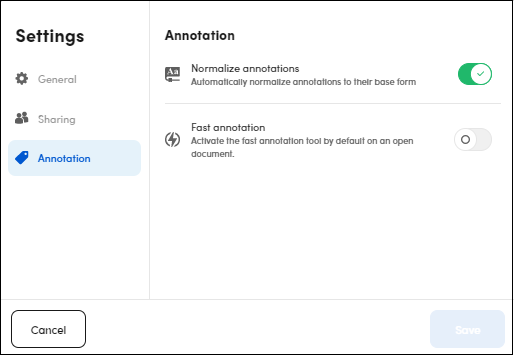 Settings
General
Sharing
Annotation
Annotation
Aa
Normalize annotations
Automatically normalize annotations to their base form
Fast annotation
Activate the fast annotation tool by default on an open
document.
Cancel
Save